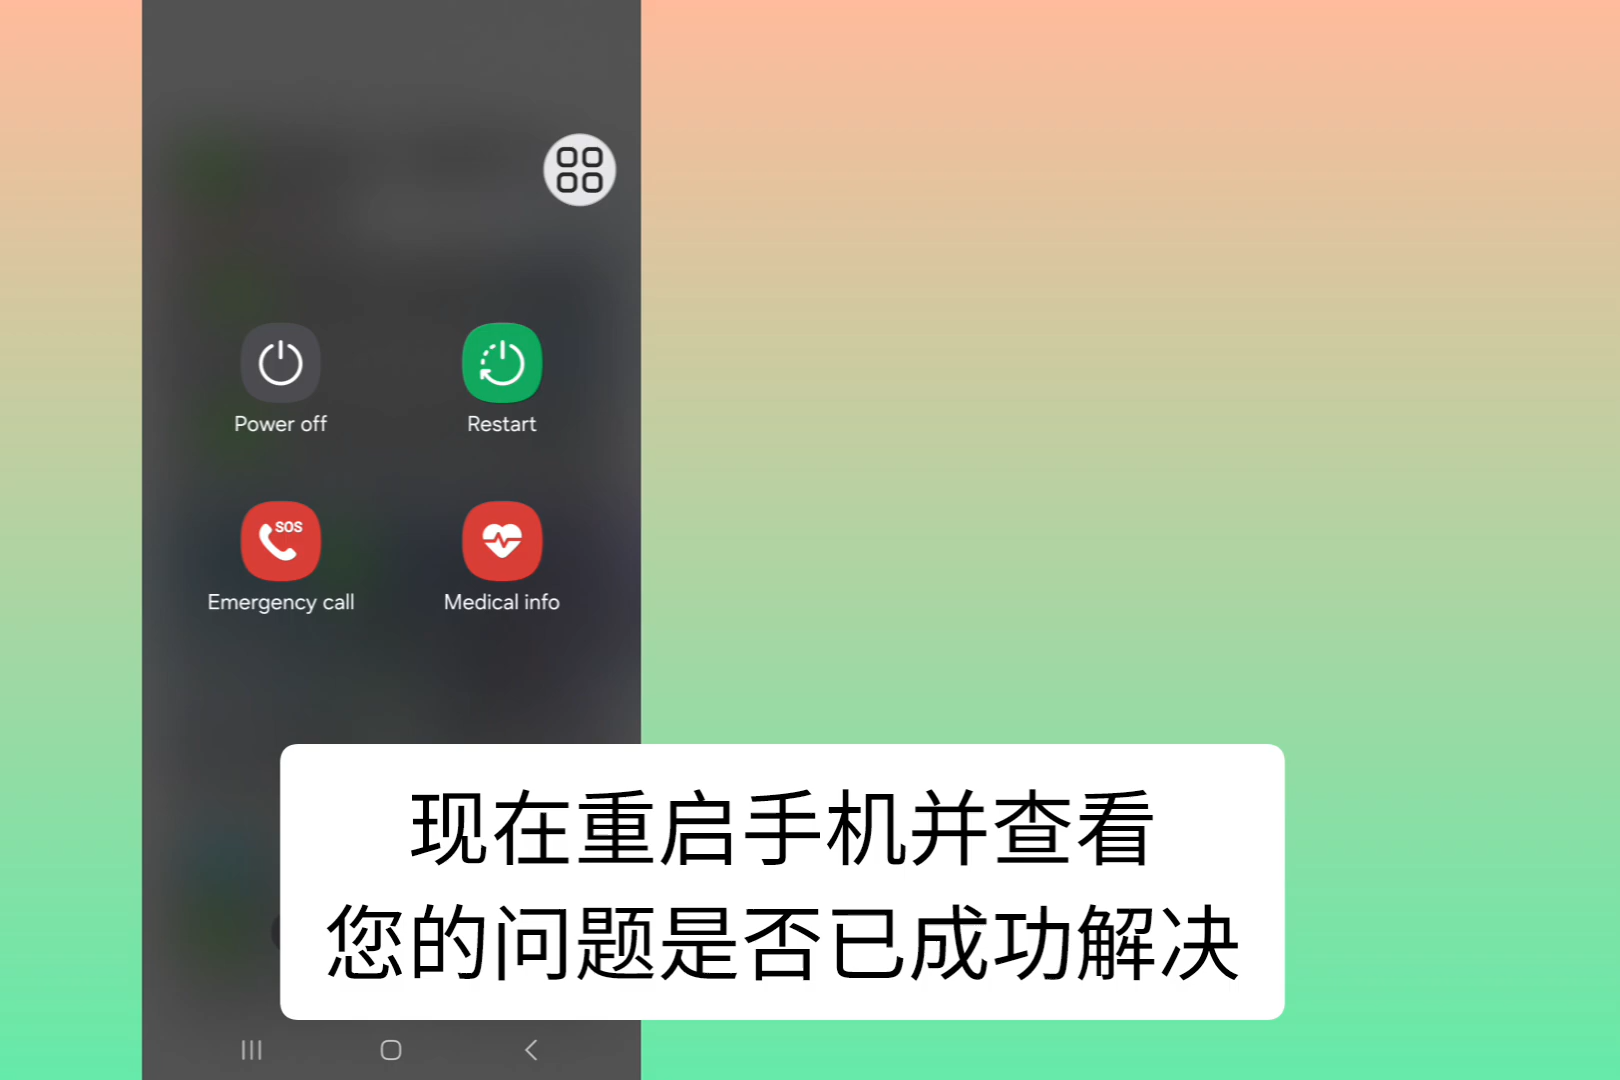 Power off
Restart
SOS
Emergency call
Medical info
现在重启手机并查看
您的问题是否已成功解决